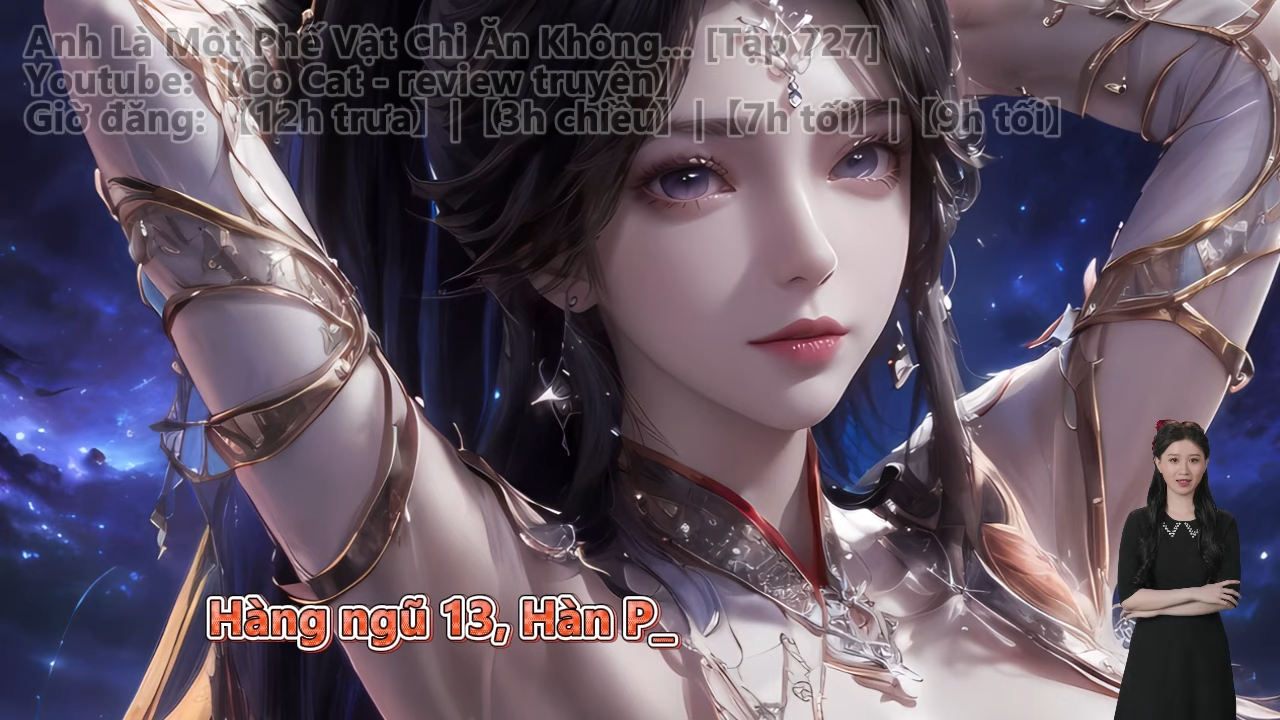 Anh Là Một Phế Vật Chỉ Ăn Không... [Tập 727]
Youtube: [Cò Cat - review truyện]
Giờ đăng: [12h trưa] | [3h chiều] | [7h tối] | [9h tối]
Hàng ngũ 13, Hàn P_